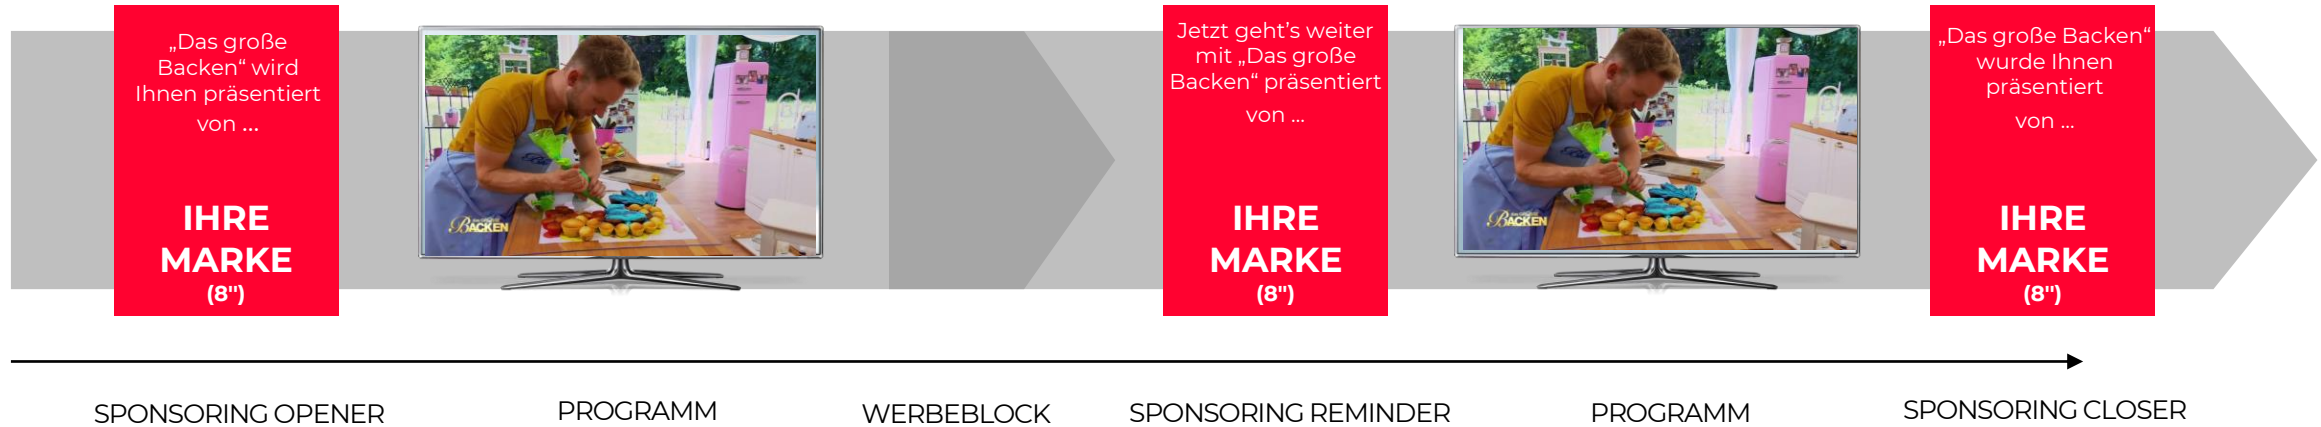 „Das große
Backen“ wird
Ihnen präsentiert
von ...
IHRE
MARKE
(8")
BACKEN
Jetzt geht’s weiter
mit „Das große
Backen“ präsentiert
von ...
IHRE
MARKE
(8")
BACKEN
„Das große Backen“
wurde Ihnen
präsentiert
von ...
IHRE
MARKE
(8")
SPONSORING OPENER
PROGRAMM
WERBEBLOCK
SPONSORING REMINDER
PROGRAMM
SPONSORING CLOSER